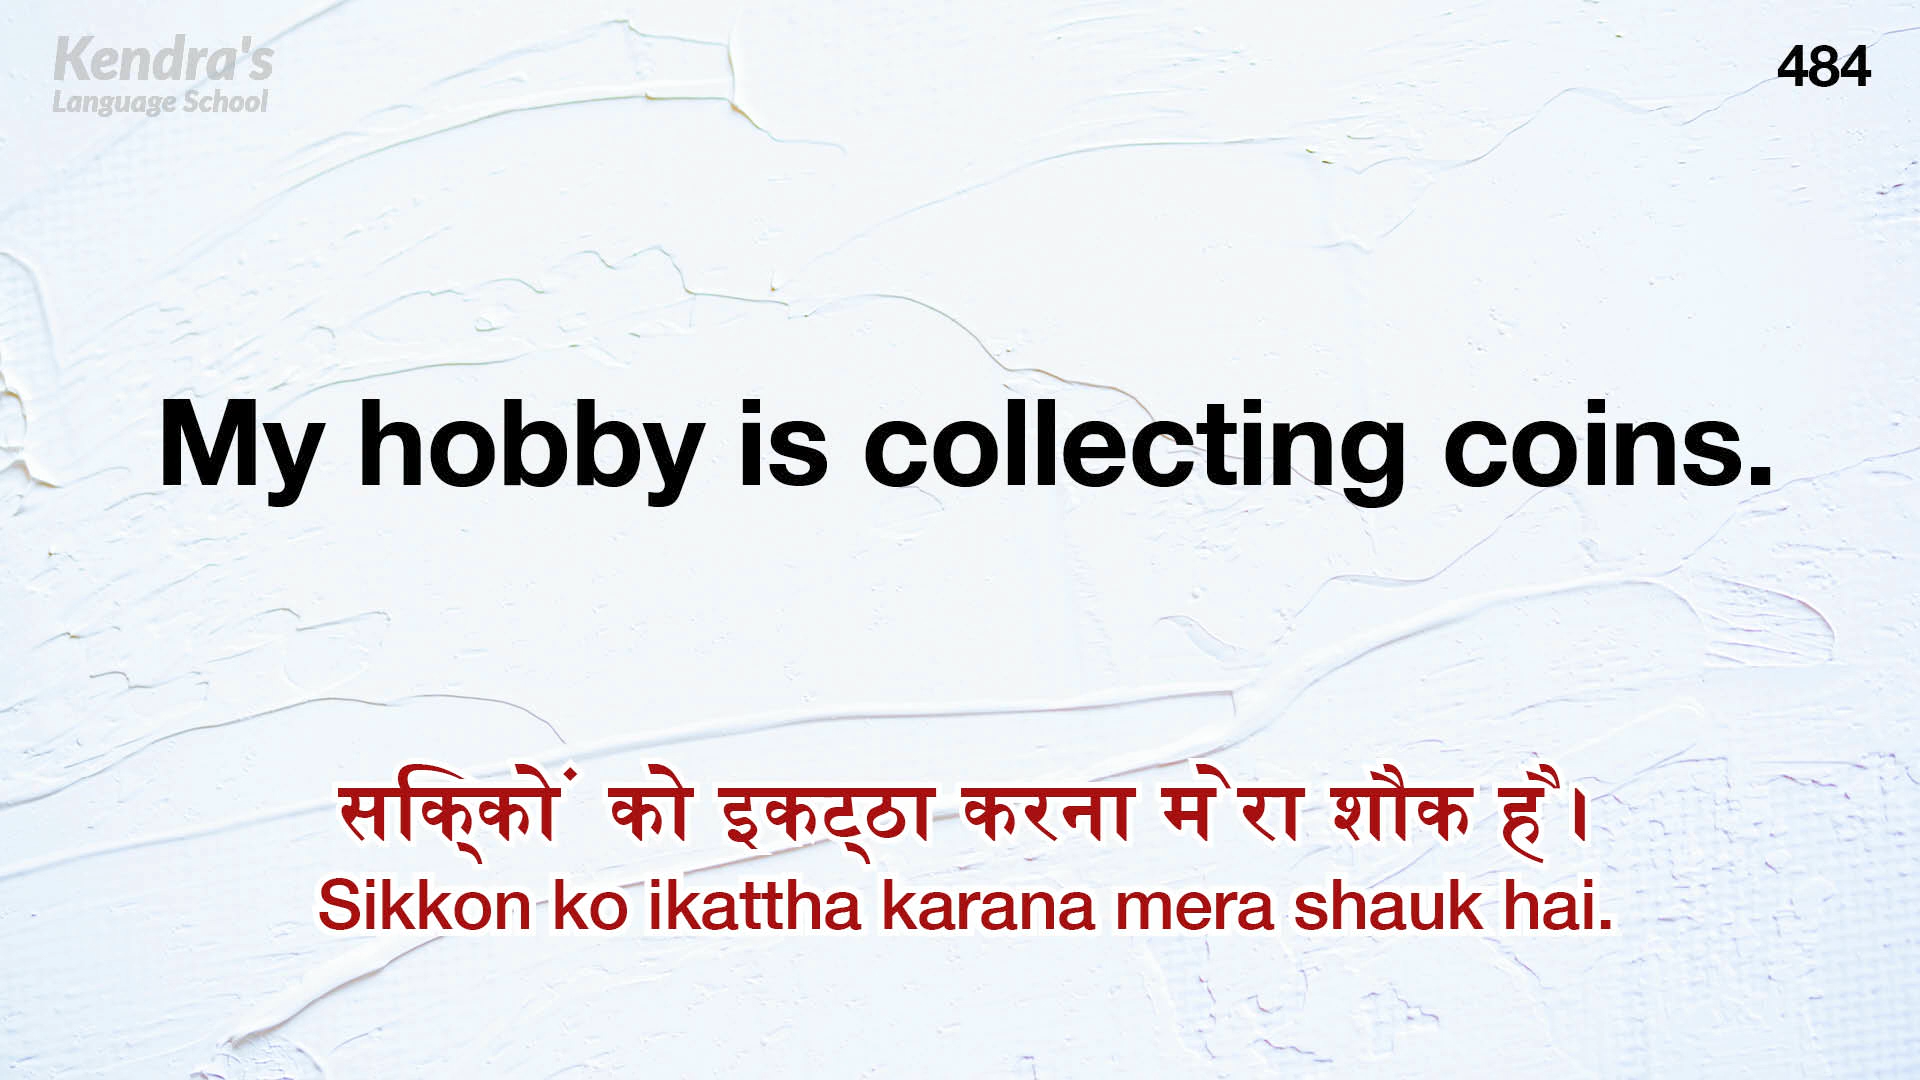 Kendra's
Language School
484
My hobby is collecting coins.
सिक्कों को इकट्ठा करना मेरा शौक है।
Sikkon ko ikattha karana mera shauk hai.